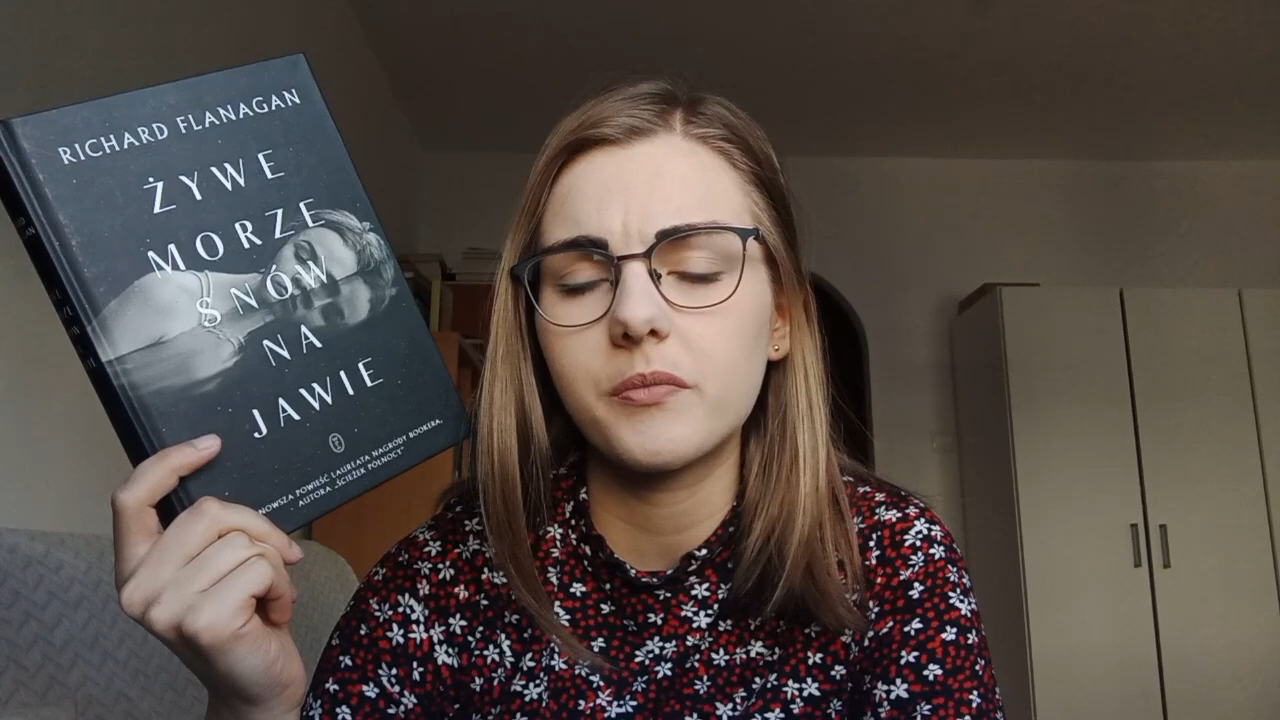 RICHARD FLANAGAN
ŻYWE
MORZE
SNÓW
NA
JAWIE
NOWSZA POWIEŚĆ LAUREATA NAGRODY BOOKERA,
AUTORA „ŚCIEŻEK PÓŁNOCY”